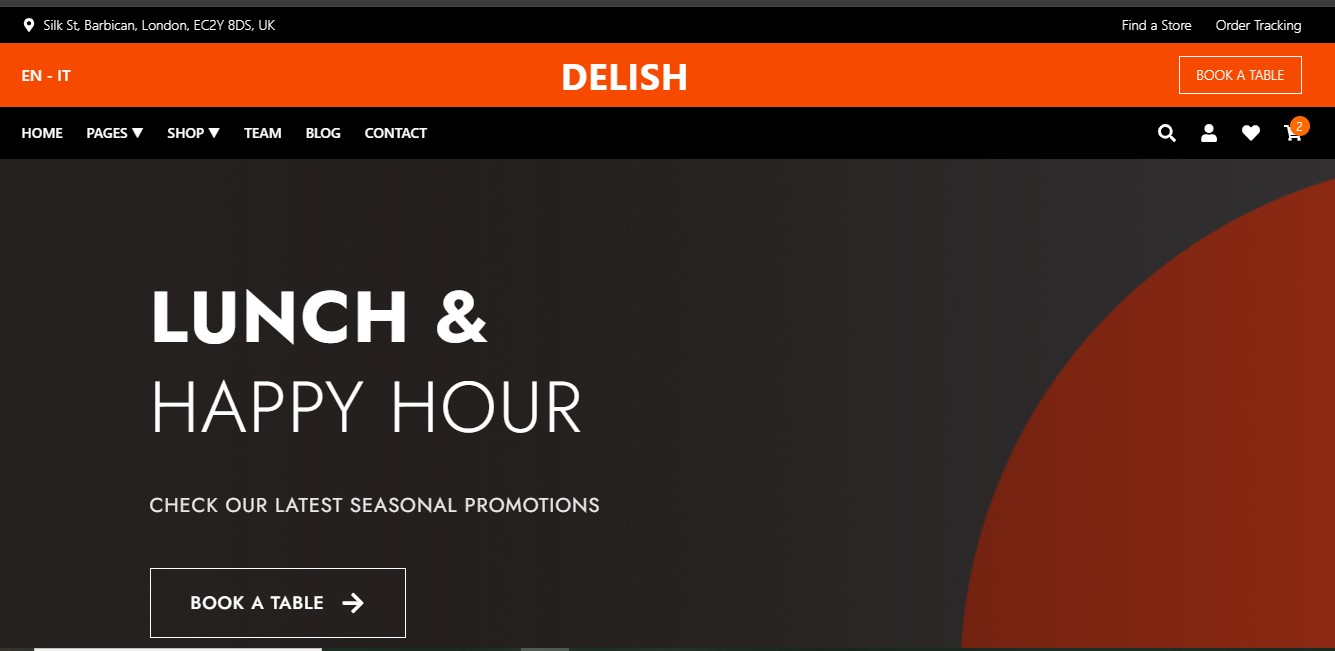 Silk St, Barbican, London, EC2Y 8DS, UK
Find a Store
Order Tracking
EN - IT
DELISH
BOOK A TABLE
HOME PAGES ▼ SHOP ▼ TEAM BLOG CONTACT
2
LUNCH &
HAPPY HOUR
CHECK OUR LATEST SEASONAL PROMOTIONS
BOOK A TABLE →